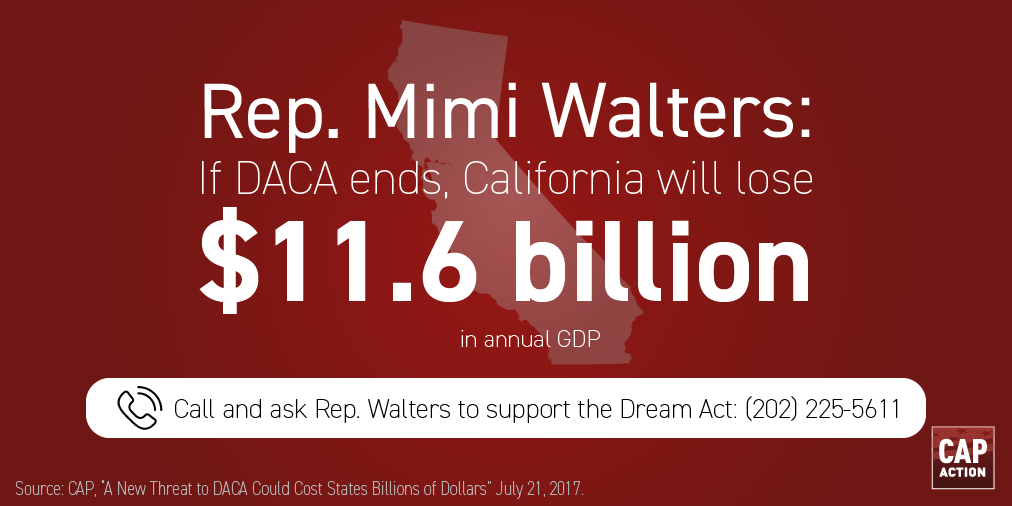 Rep. Mimi Walters:
If DACA ends, California will lose
$11.6 billion
in annual GDP
Call and ask Rep. Walters to support the Dream Act: (202) 225-5611
CAP
ACTION
Source: CAP, "A New Threat to DACA Could Cost States Billions of Dollars" July 21, 2017.